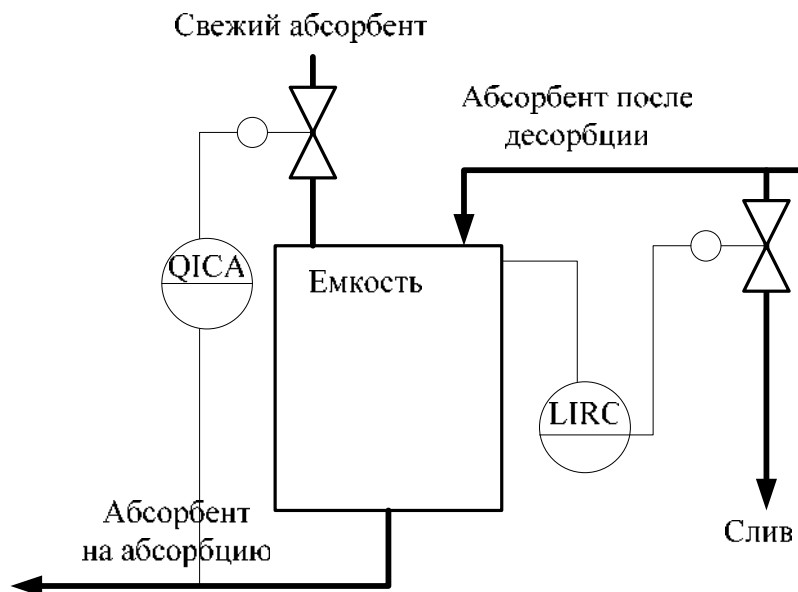 Свежий абсорбент
Абсорбент после
десорбции
QICA
Емкость
LIRC
Абсорбент
на абсорбцию
Слив